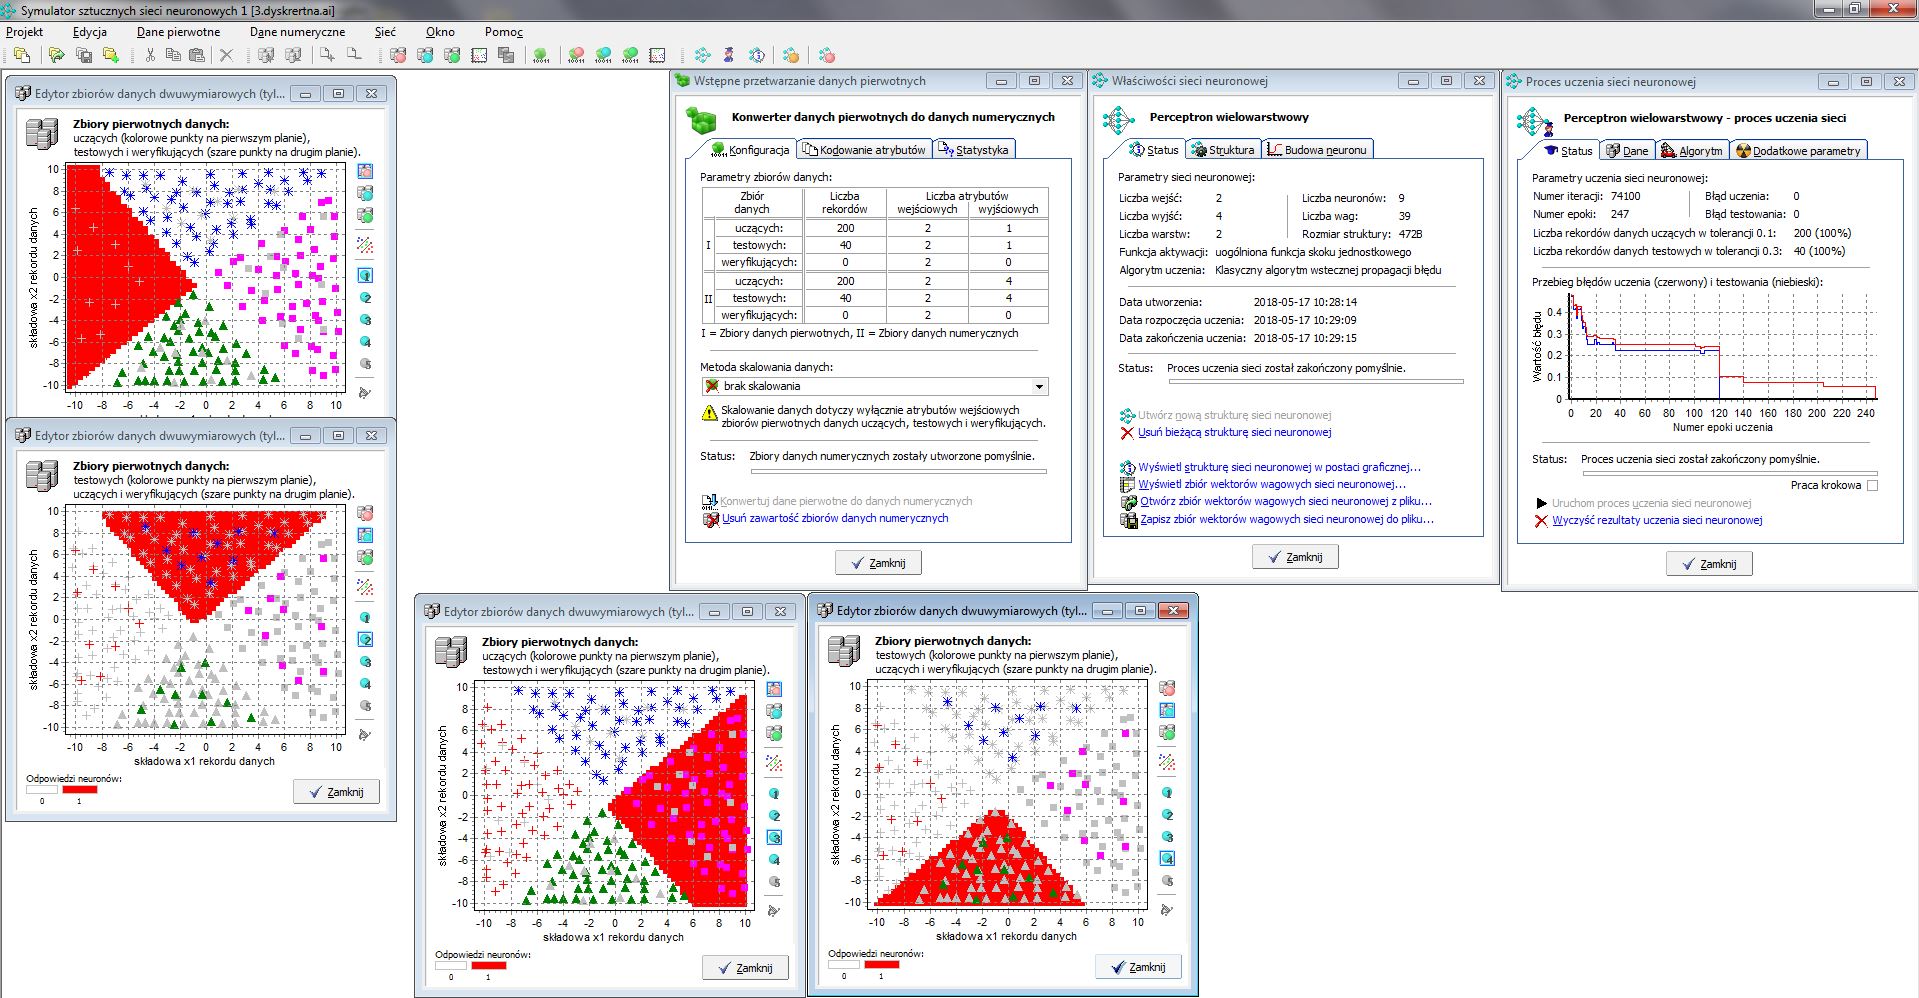 Symulator sztucznych sieci neuronowych 1 [3.dyskrertna.ai]
Projekt Edycja Dane pierwotne Dane numeryczne Sieć Okno Pomoc
Edytor zbiorów danych dwuwymiarowych (tyl...
Zbiory pierwotnych danych:
uczących (kolorowe punkty na pierwszym planie),
testowych i weryfikujących (szare punkty na drugim planie).
składowa x2 rekordu danych
10
8
6
4
2
0
-2
-4
-6
-8
-10
-10 -8 -6 -4 -2 0 2 4 6 8 10
1
2
3
4
5
Edytor zbiorów danych dwuwymiarowych (tyl...
Zbiory pierwotnych danych:
testowych (kolorowe punkty na pierwszym planie),
uczących i weryfikujących (szare punkty na drugim planie).
składowa x2 rekordu danych
10
8
6
4
2
0
-2
-4
-6
-8
-10
-10 -8 -6 -4 -2 0 2 4 6 8 10
składowa x1 rekordu danych
1
2
3
4
5
Odpowiedzi neuronów:
0 1
Zamknij
Wstępne przetwarzanie danych pierwotnych
Konwerter danych pierwotnych do danych numerycznych
Konfiguracja Kodowanie atrybutów Statystyka
Parametry zbiorów danych:
Zbiór danych Liczba rekordów Liczba atrybutów
wejściowych wyjściowych
I
uczących: 200 2 1
testowych: 40 2 1
weryfikujących: 0 2 0
II
uczących: 200 2 4
testowych: 40 2 4
weryfikujących: 0 2 0
I = Zbiory danych pierwotnych, II = Zbiory danych numerycznych
Metoda skalowania danych:
brak skalowania
Skalowanie danych dotyczy wyłącznie atrybutów wejściowych
zbiorów pierwotnych danych uczących, testowych i weryfikujących.
Status: Zbiory danych numerycznych zostały utworzone pomyślnie.
Konwertuj dane pierwotne do danych numerycznych
Usuń zawartość zbiorów danych numerycznych
Zamknij
Właściwości sieci neuronowej
Perceptron wielowarstwowy
Status Struktura Budowa neuronu
Parametry sieci neuronowej:
Liczba wejść: 2 Liczba neuronów: 9
Liczba wyjść: 4 Liczba wag: 39
Liczba warstw: 2 Rozmiar struktury: 472B
Funkcja aktywacji: uogólniona funkcja skoku jednostkowego
Algorytm uczenia: Klasyczny algorytm wstecznej propagacji błędu
Data utworzenia: 2018-05-17 10:28:14
Data rozpoczęcia uczenia: 2018-05-17 10:29:09
Data zakończenia uczenia: 2018-05-17 10:29:15
Status: Proces uczenia sieci został zakończony pomyślnie.
Utwórz nową strukturę sieci neuronowej
Usuń bieżącą strukturę sieci neuronowej
Wyświetl strukturę sieci neuronowej w postaci graficznej...
Wyświetl zbiór wektorów wagowych sieci neuronowej...
Otwórz zbiór wektorów wagowych sieci neuronowej z pliku...
Zapisz zbiór wektorów wagowych sieci neuronowej do pliku...
Zamknij
Proces uczenia sieci neuronowej
Perceptron wielowarstwowy - proces uczenia sieci
Status Dane Algorytm Dodatkowe parametry
Parametry uczenia sieci neuronowej:
Numer iteracji: 74100 Błąd uczenia: 0
Numer epoki: 247 Błąd testowania: 0
Liczba rekordów danych uczących w tolerancji 0.1: 200 (100%)
Liczba rekordów danych testowych w tolerancji 0.3: 40 (100%)
Przebieg błędów uczenia (czerwony) i testowania (niebieski):
Wartość błędu
0.4
0.3
0.2
0.1
0
0 20 40 60 80 100 120 140 160 180 200 220 240
Numer epoki uczenia
Status: Proces uczenia sieci został zakończony pomyślnie.
Praca krokowa
Uruchom proces uczenia sieci neuronowej
Wyczyść rezultaty uczenia sieci neuronowej
Zamknij
Edytor zbiorów danych dwuwymiarowych (tyl...
Zbiory pierwotnych danych:
uczących (kolorowe punkty na pierwszym planie),
testowych i weryfikujących (szare punkty na drugim planie).
składowa x2 rekordu danych
10
8
6
4
2
0
-2
-4
-6
-8
-10
-10 -8 -6 -4 -2 0 2 4 6 8 10
składowa x1 rekordu danych
1
2
3
4
5
Odpowiedzi neuronów:
0 1
Zamknij
Edytor zbiorów danych dwuwymiarowych (tyl...
Zbiory pierwotnych danych:
testowych (kolorowe punkty na pierwszym planie),
uczących i weryfikujących (szare punkty na drugim planie).
składowa x2 rekordu danych
10
8
6
4
2
0
-2
-4
-6
-8
-10
-10 -8 -6 -4 -2 0 2 4 6 8 10
składowa x1 rekordu danych
1
2
3
4
5
Odpowiedzi neuronów:
0 1
Zamknij